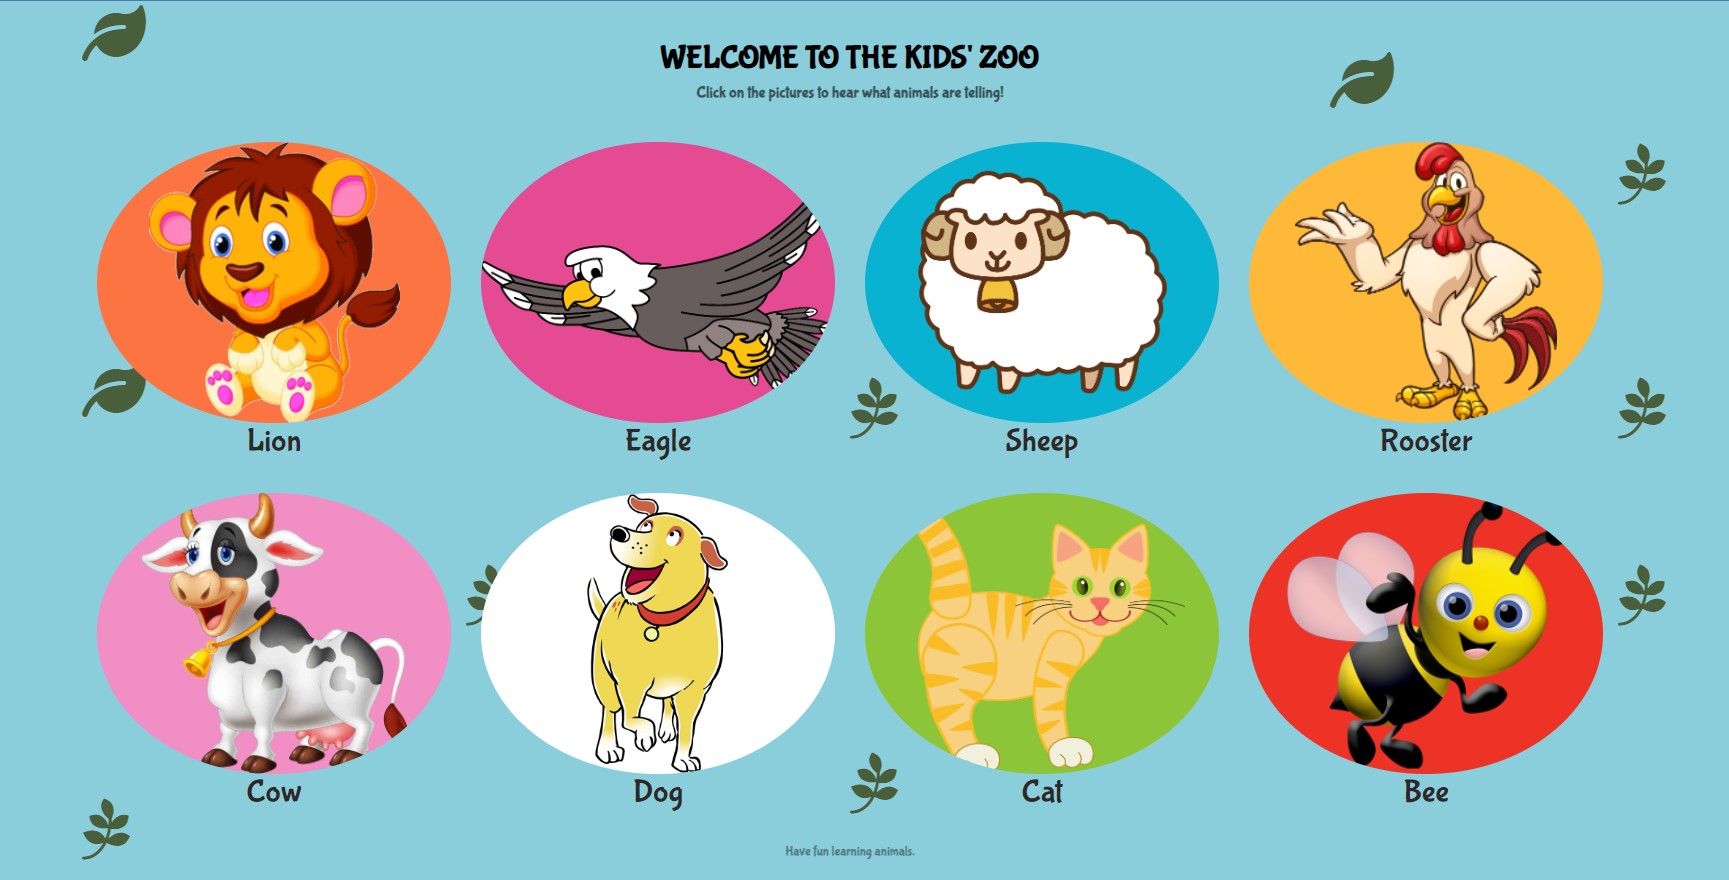 WELCOME TO THE KIDS' ZOO
Click on the pictures to hear what animals are telling!
Lion
Eagle
Sheep
Rooster
Cow
Dog
Cat
Bee
Have fun learning animals.